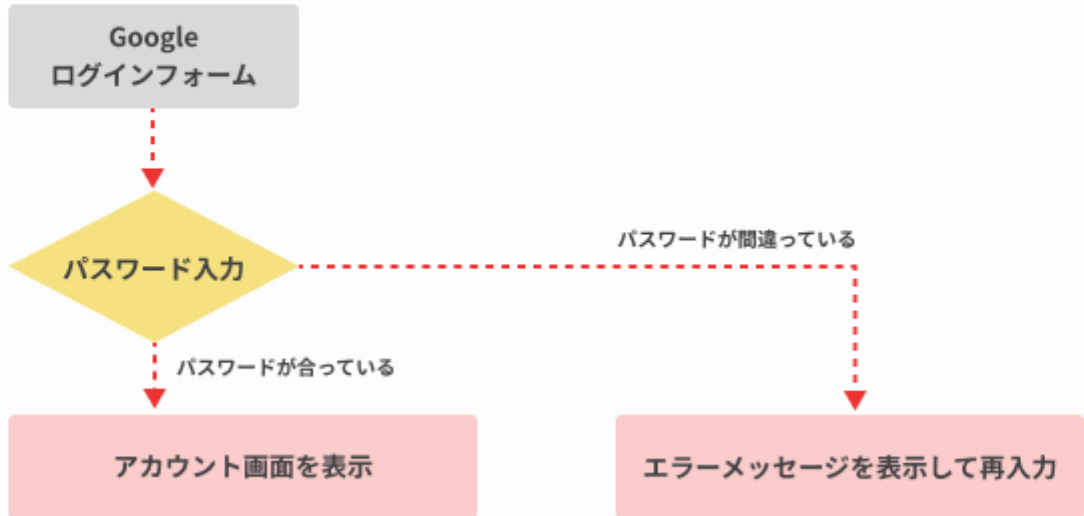 Google
ログインフォーム
パスワード入力
パスワードが間違っている
パスワードが合っている
アカウント画面を表示
エラーメッセージを表示して再入力